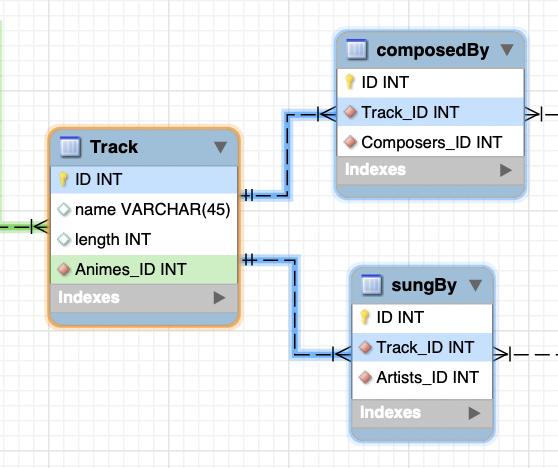 composedBy
ID INT
Track_ID INT
Composers_ID INT
Indexes
Track
ID INT
name VARCHAR(45)
length INT
Animes_ID INT
Indexes
sungBy
ID INT
Track_ID INT
Artists_ID INT
Indexes